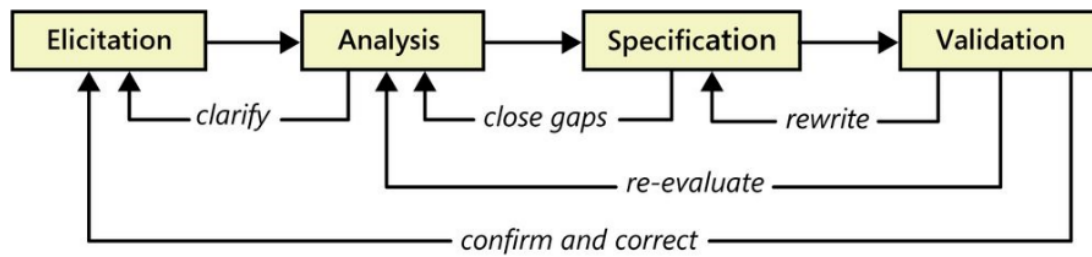 Elicitation
Analysis
Specification
Validation
clarify
close gaps
rewrite
re-evaluate
confirm and correct